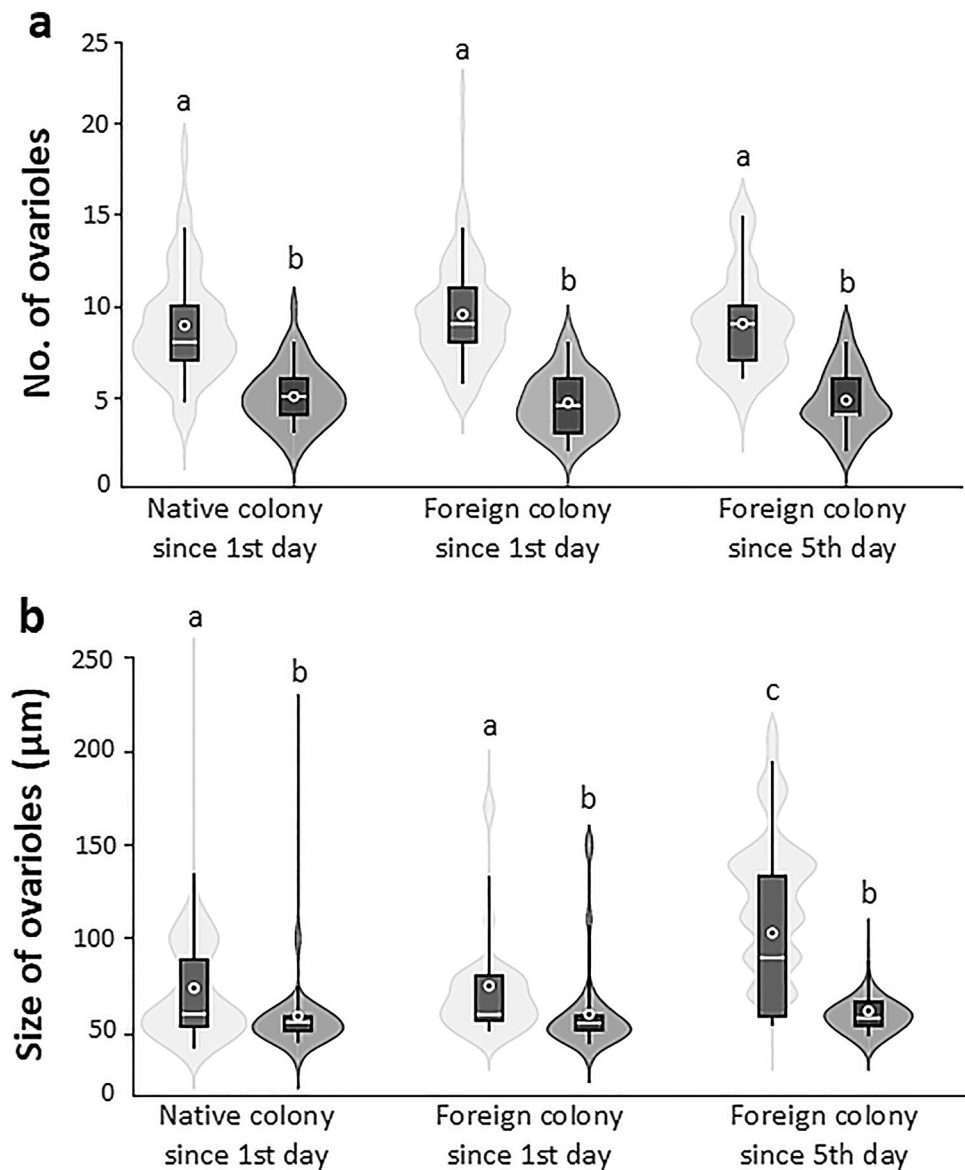 a
No. of ovarioles
25
20
15
10
5
0
a
b
a
b
a
b
Native colony
since 1st day
Foreign colony
since 1st day
Foreign colony
since 5th day
b
Size of ovarioles (µm)
250
200
150
100
50
0
a
b
a
b
c
b
Native colony
since 1st day
Foreign colony
since 1st day
Foreign colony
since 5th day